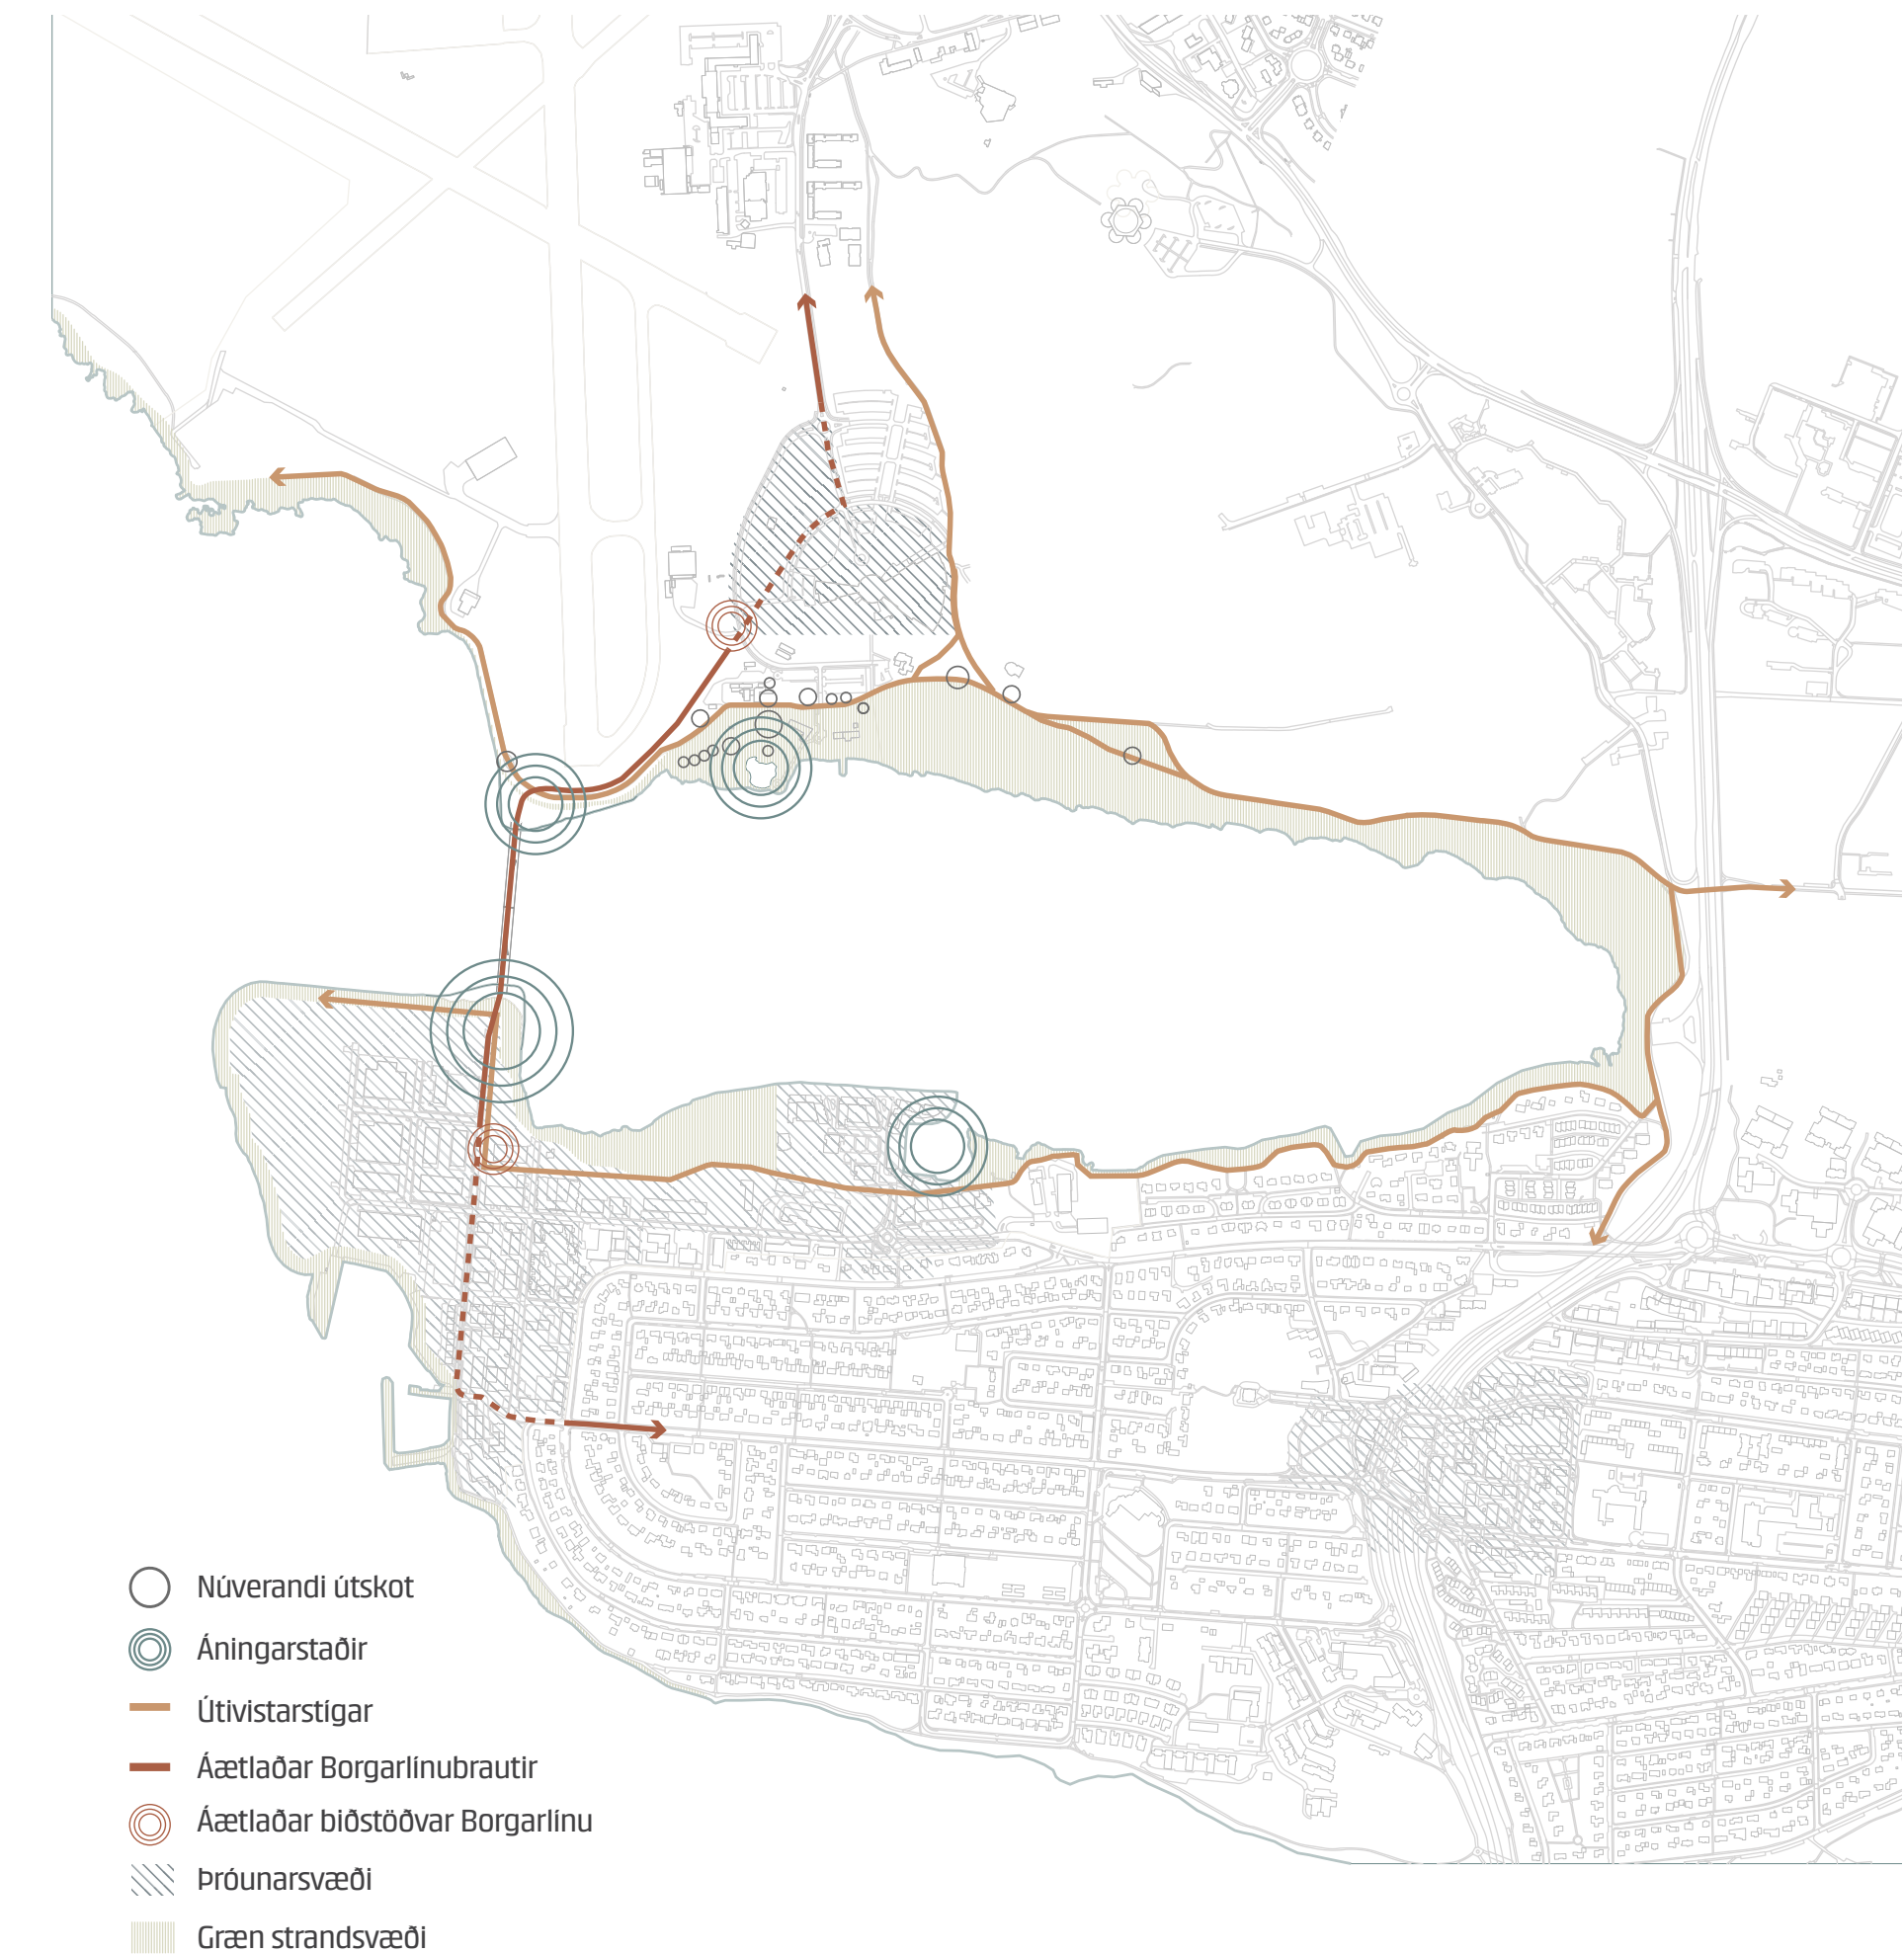 Núverandi útskot
Áningarstaðir
Útivistarstígar
Áætlaðar Borgarlínubrautir
Áætlaðar biðstöðvar Borgarlínu
Þróunarsvæði
Græn strandsvæði